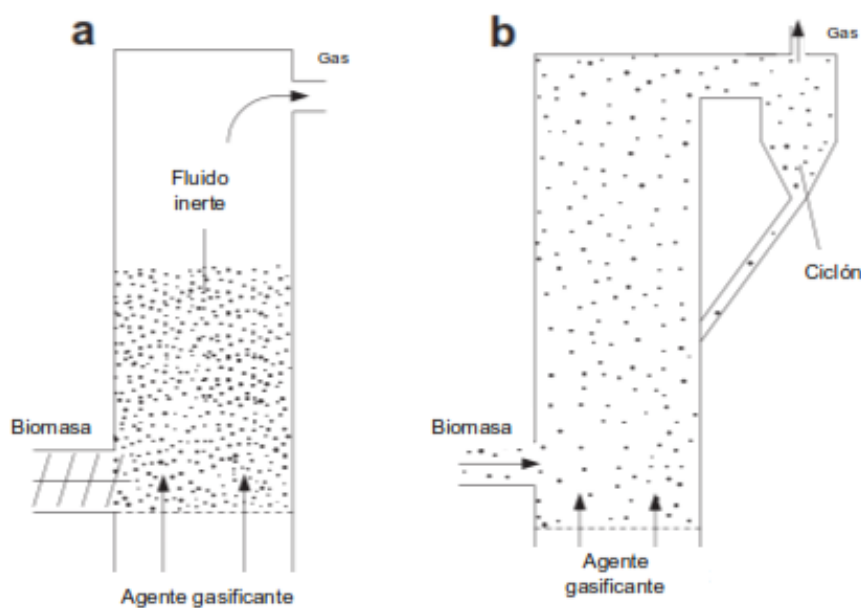 a
Gas
Fluido
inerte
Biomasa
Agente gasificante
b
Gas
Ciclón
Biomasa
Agente
gasificante